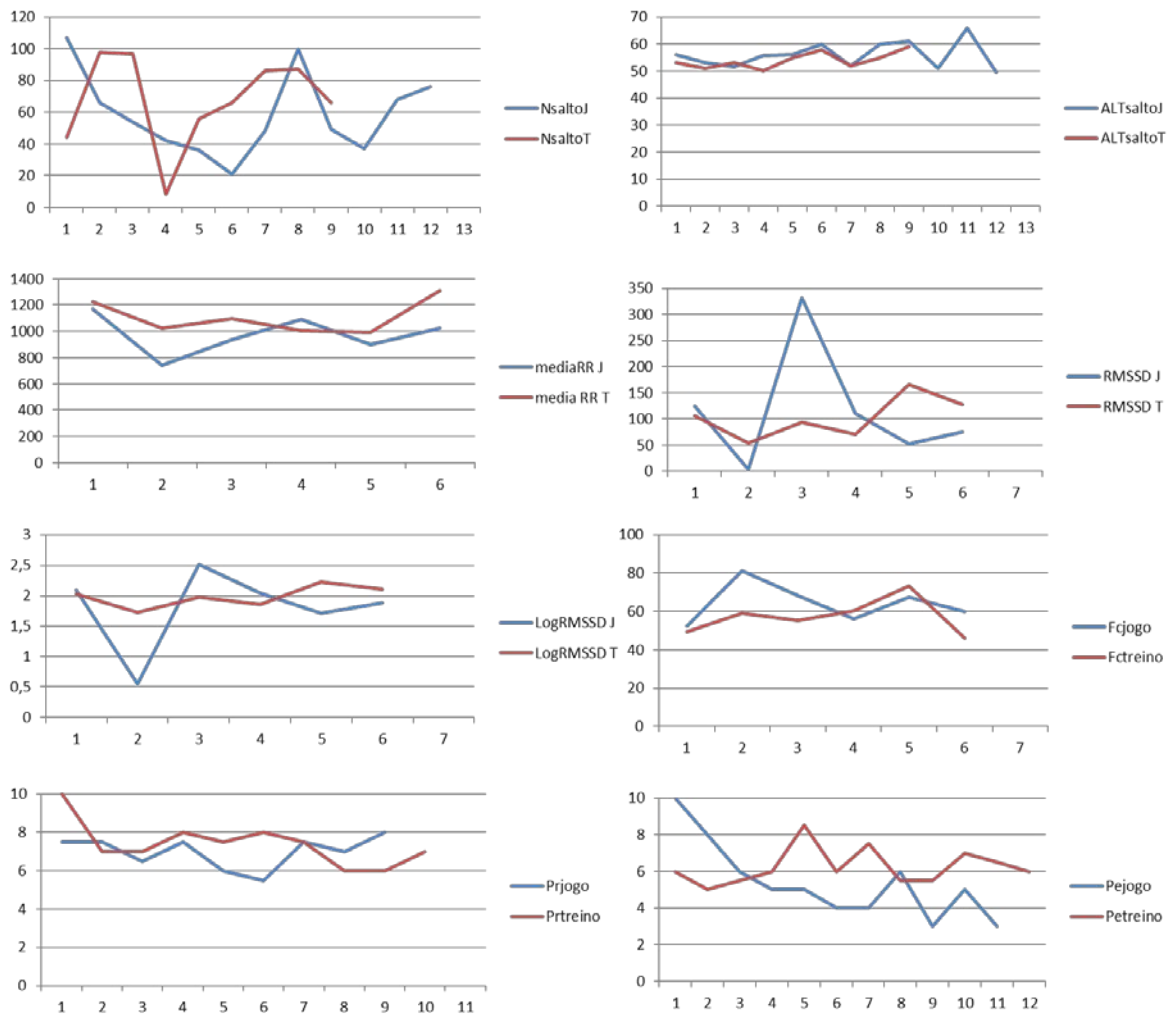 120
100
80
60
40
20
0
1 2 3 4 5 6 7 8 9 10 11 12 13
NsaltoJ
NsaltoT
70
60
50
40
30
20
10
0
1 2 3 4 5 6 7 8 9 10 11 12 13
ALTsaltoJ
ALTsaltoT
1400
1200
1000
800
600
400
200
0
1 2 3 4 5 6
mediaRR J
media RR T
350
300
250
200
150
100
50
0
1 2 3 4 5 6 7
RMSSD J
RMSSD T
3
2,5
2
1,5
1
0,5
0
1 2 3 4 5 6 7
LogRMSSD J
LogRMSSD T
100
80
60
40
20
0
1 2 3 4 5 6 7
Fcjogo
Fctreino
10
8
6
4
2
0
1 2 3 4 5 6 7 8 9 10 11
Prjogo
Prtreino
10
8
6
4
2
0
1 2 3 4 5 6 7 8 9 10 11 12
Pejogo
Petreino